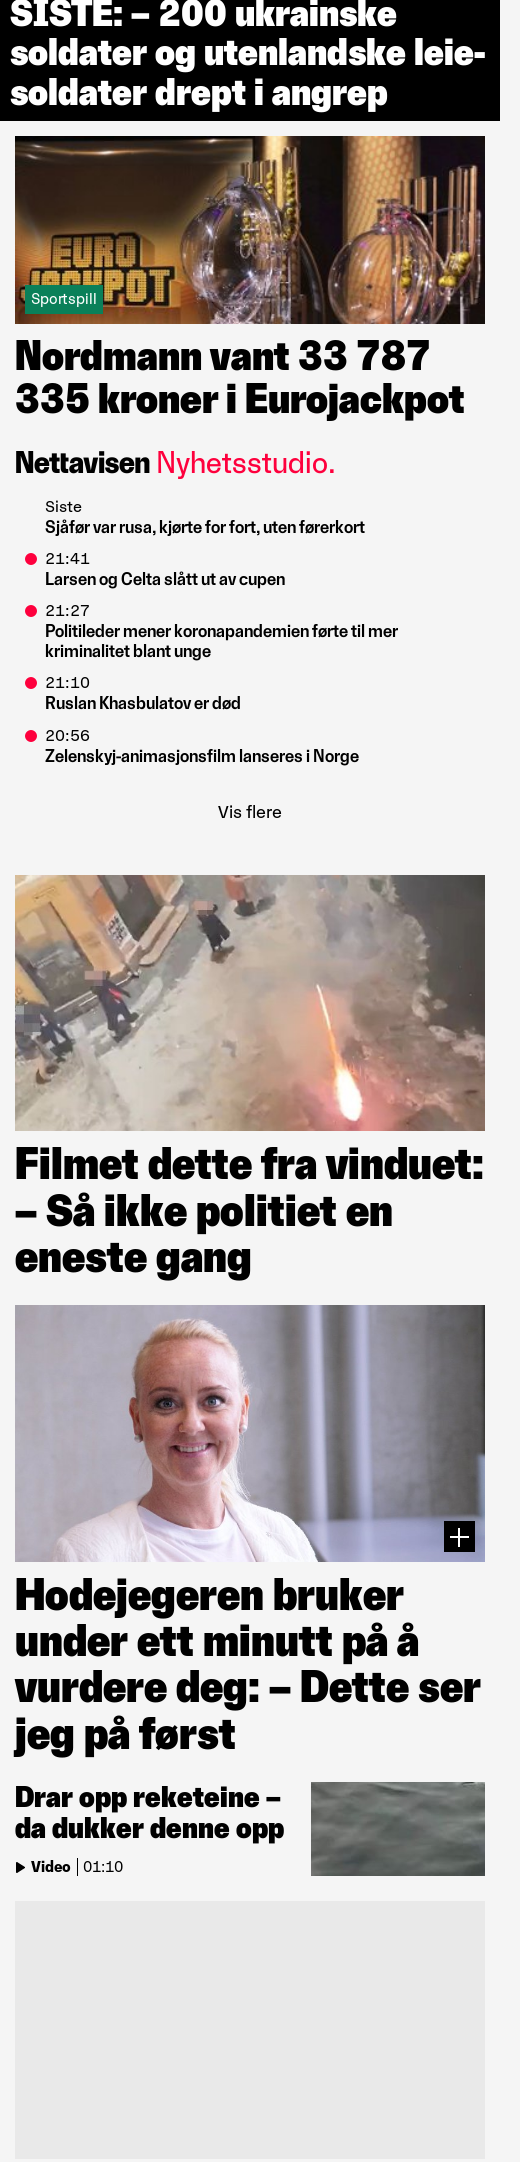 SISTE: – 200 ukrainske
soldater og utenlandske leie-
soldater drept i angrep
EURO
JACKPOT
Sportspill
Nordmann vant 33 787
335 kroner i Eurojackpot
Nettavisen Nyhetsstudio.
Siste
Sjåfør var rusa, kjørte for fort, uten førerkort
21:41
Larsen og Celta slått ut av cupen
21:27
Politileder mener koronapandemien førte til mer
kriminalitet blant unge
21:10
Ruslan Khasbulatov er død
20:56
Zelenskyj-animasjonsfilm lanseres i Norge
Vis flere
Filmet dette fra vinduet:
– Så ikke politiet en
eneste gang
Hodejegeren bruker
under ett minutt på å
vurdere deg: – Dette ser
jeg på først
Drar opp reketeine –
da dukker denne opp
Video | 01:10